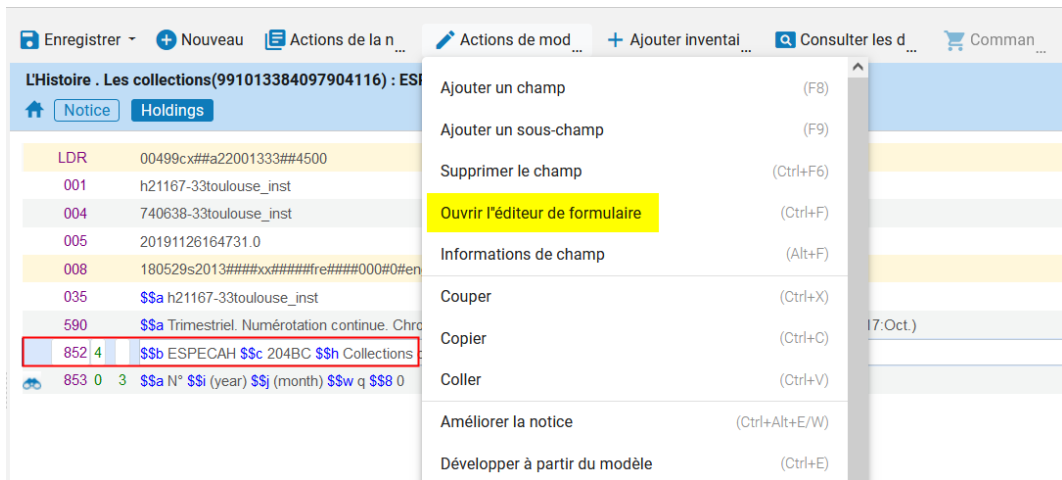 Enregistrer Nouveau Actions de la n... Actions de mod... Ajouter inventai... Consulter les d... Comman...
L'Histoire . Les collections(991013384097904116) : ESP
Notice Holdings
LDR 00499cx##a22001333##4500
001 h21167-33toulouse_inst
004 740638-33toulouse_inst
005 20191126164731.0
008 180529s2013####xx#####fre####000#0#en
035 $$a h21167-33toulouse_inst
590 $$a Trimestriel. Numérotation continue. Chro 17:Oct.)
852 4 $$b ESPECAH $$c 204BC $$h Collections
853 0 3 $$a N° $$i (year) $$j (month) $$w q $$8 0
Ajouter un champ (F8)
Ajouter un sous-champ (F9)
Supprimer le champ (Ctrl+F6)
Ouvrir l''éditeur de formulaire (Ctrl+F)
Informations de champ (Alt+F)
Couper (Ctrl+X)
Copier (Ctrl+C)
Coller (Ctrl+V)
Améliorer la notice (Ctrl+Alt+E/W)
Développer à partir du modèle (Ctrl+E)